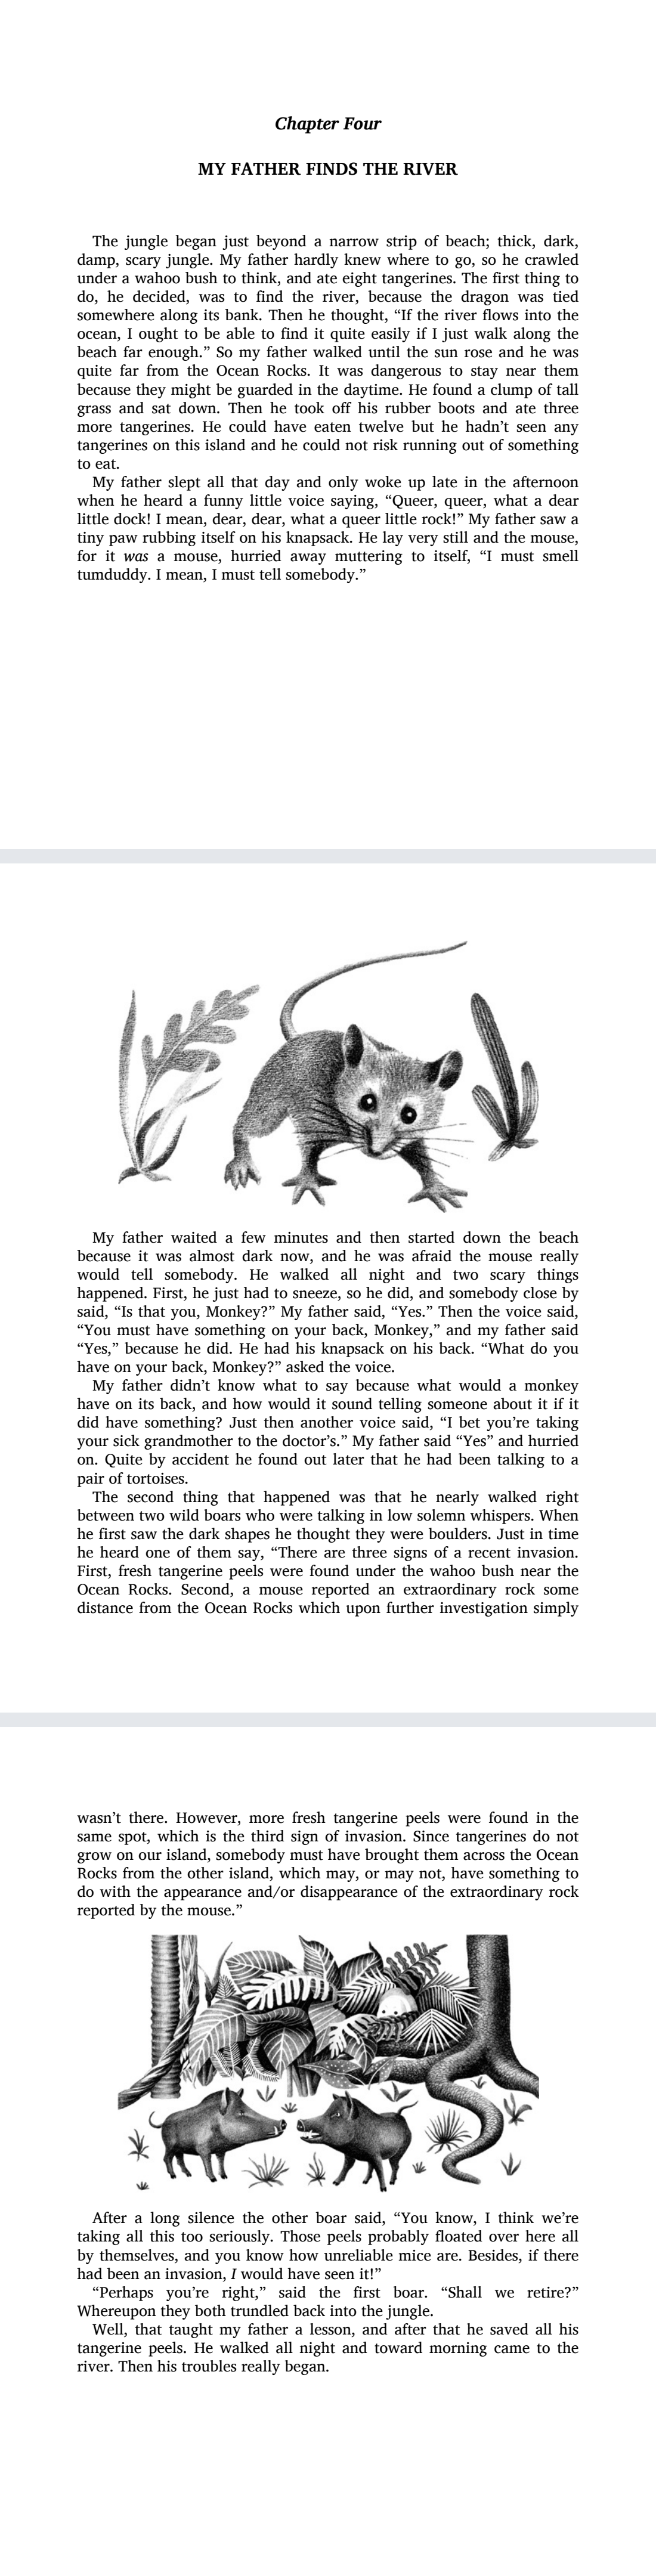 Chapter Four
MY FATHER FINDS THE RIVER
The jungle began just beyond a narrow strip of beach; thick, dark,
damp, scary jungle. My father hardly knew where to go, so he crawled
under a wahoo bush to think, and ate eight tangerines. The first thing to
do, he decided, was to find the river, because the dragon was tied
somewhere along its bank. Then he thought, “If the river flows into the
ocean, I ought to be able to find it quite easily if I just walk along the
beach far enough.” So my father walked until the sun rose and he was
quite far from the Ocean Rocks. It was dangerous to stay near them
because they might be guarded in the daytime. He found a clump of tall
grass and sat down. Then he took off his rubber boots and ate three
more tangerines. He could have eaten twelve but he hadn’t seen any
tangerines on this island and he could not risk running out of something
to eat.
My father slept all that day and only woke up late in the afternoon
when he heard a funny little voice saying, “Queer, queer, what a dear
little dock! I mean, dear, dear, what a queer little rock!” My father saw a
tiny paw rubbing itself on his knapsack. He lay very still and the mouse,
for it was a mouse, hurried away muttering to itself, “I must smell
tumduddy. I mean, I must tell somebody.”
My father waited a few minutes and then started down the beach
because it was almost dark now, and he was afraid the mouse really
would tell somebody. He walked all night and two scary things
happened. First, he just had to sneeze, so he did, and somebody close by
said, “Is that you, Monkey?” My father said, “Yes.” Then the voice said,
“You must have something on your back, Monkey,” and my father said
“Yes,” because he did. He had his knapsack on his back. “What do you
have on your back, Monkey?” asked the voice.
My father didn’t know what to say because what would a monkey
have on its back, and how would it sound telling someone about it if it
did have something? Just then another voice said, “I bet you’re taking
your sick grandmother to the doctor’s.” My father said “Yes” and hurried
on. Quite by accident he found out later that he had been talking to a
pair of tortoises.
The second thing that happened was that he nearly walked right
between two wild boars who were talking in low solemn whispers. When
he first saw the dark shapes he thought they were boulders. Just in time
he heard one of them say, “There are three signs of a recent invasion.
First, fresh tangerine peels were found under the wahoo bush near the
Ocean Rocks. Second, a mouse reported an extraordinary rock some
distance from the Ocean Rocks which upon further investigation simply
wasn’t there. However, more fresh tangerine peels were found in the
same spot, which is the third sign of invasion. Since tangerines do not
grow on our island, somebody must have brought them across the Ocean
Rocks from the other island, which may, or may not, have something to
do with the appearance and/or disappearance of the extraordinary rock
reported by the mouse.”
After a long silence the other boar said, “You know, I think we’re
taking all this too seriously. Those peels probably floated over here all
by themselves, and you know how unreliable mice are. Besides, if there
had been an invasion, I would have seen it!”
“Perhaps you’re right,” said the first boar. “Shall we retire?”
Whereupon they both trundled back into the jungle.
Well, that taught my father a lesson, and after that he saved all his
tangerine peels. He walked all night and toward morning came to the
river. Then his troubles really began.